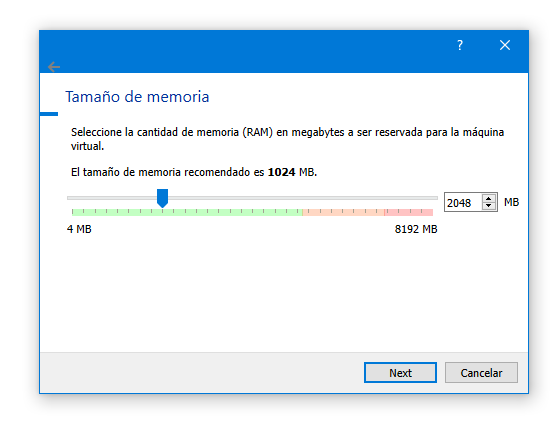 ?
Tamaño de memoria
Seleccione la cantidad de memoria (RAM) en megabytes a ser reservada para la máquina
virtual.
El tamaño de memoria recomendado es 1024 MB.
2048 MB
4 MB 8192 MB
Next Cancelar